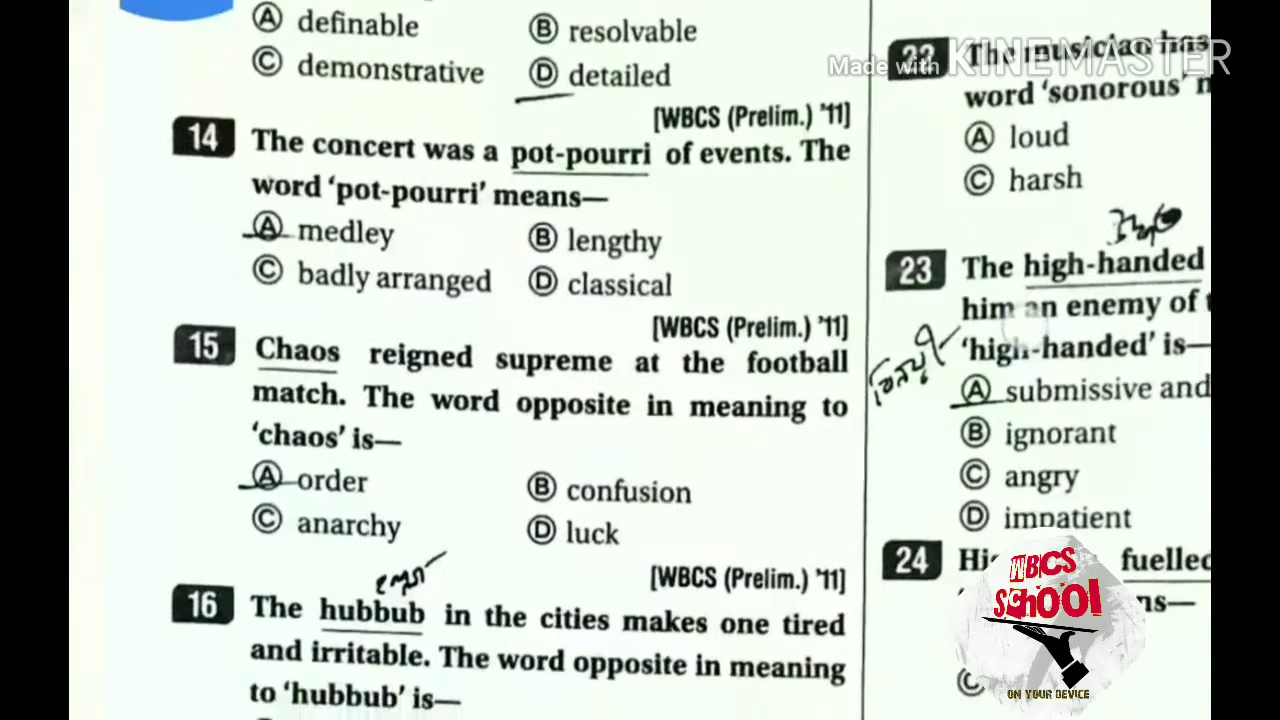 Ⓐ definable Ⓑ resolvable
Ⓒ demonstrative Ⓓ detailed
[WBCS (Prelim.) '11]
14 The concert was a pot-pourri of events. The
word 'pot-pourri' means—
Ⓐ medley Ⓑ lengthy
Ⓒ badly arranged Ⓓ classical
[WBCS (Prelim.) '11]
15 Chaos reigned supreme at the football
match. The word opposite in meaning to
'chaos' is—
Ⓐ order Ⓑ confusion
Ⓒ anarchy Ⓓ luck
[WBCS (Prelim.) '11]
16 The hubbub in the cities makes one tired
and irritable. The word opposite in meaning
to 'hubbub' is—
Made with KINEMASTER
22 The musician has
word 'sonorous'
Ⓐ loud
Ⓒ harsh
23 The high-handed
him an enemy of
'high-handed' is—
Ⓐ submissive and
Ⓑ ignorant
Ⓒ angry
Ⓓ impatient
24 fuelled
Ⓒ
WBCS
SCHOOL
ON YOUR DEVICE